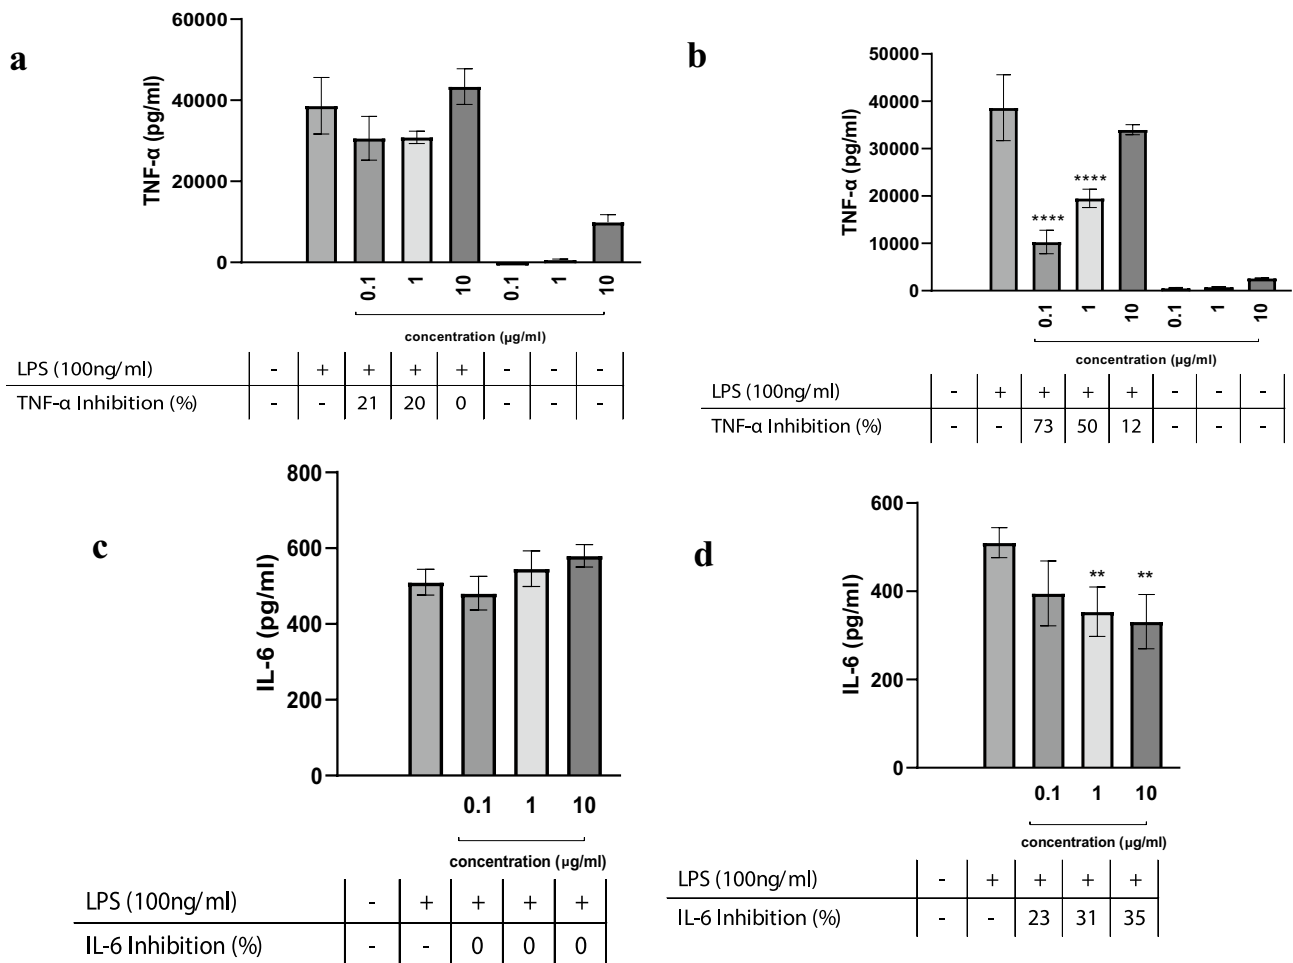 a
TNF-α (pg/ml)
60000
40000
20000
0
0.1 1 10 0.1 1 10
concentration (µg/ml)
LPS (100ng/ml) - + + + + - - -
TNF-α Inhibition (%) - - 21 20 0 - - -
b
TNF-α (pg/ml)
50000
40000
30000
20000
10000
0
**** ****
0.1 1 10 0.1 1 10
concentration (µg/ml)
LPS (100ng/ml) - + + + + - - -
TNF-α Inhibition (%) - - 73 50 12 - - -
c
IL-6 (pg/ml)
800
600
400
200
0
0.1 1 10
concentration (µg/ml)
LPS (100ng/ml) - + + + +
IL-6 Inhibition (%) - - 0 0 0
d
IL-6 (pg/ml)
600
400
200
0
** **
0.1 1 10
concentration (µg/ml)
LPS (100ng/ml) - + + + +
IL-6 Inhibition (%) - - 23 31 35